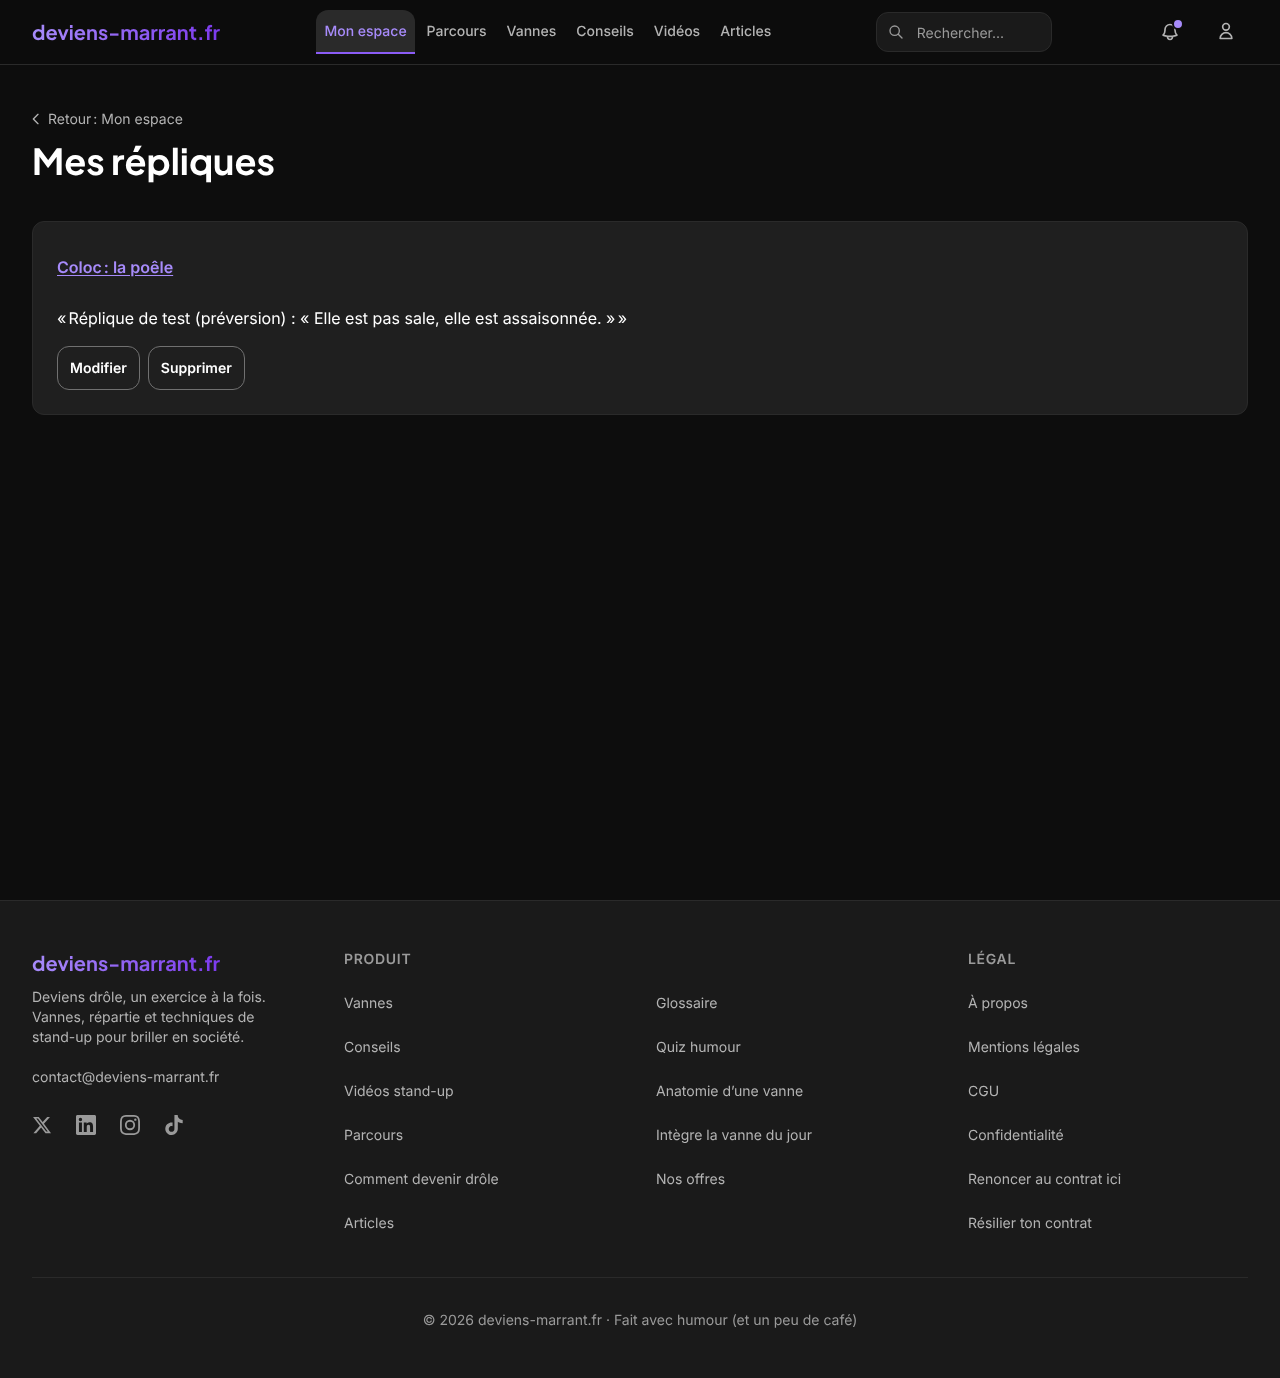 deviens-marrant.fr
Mon espace
Parcours
Vannes
Conseils
Vidéos
Articles
Rechercher...
Retour : Mon espace
Mes répliques
Coloc : la poêle
« Réplique de test (préversion) : « Elle est pas sale, elle est assaisonnée. » »
Modifier
Supprimer
deviens-marrant.fr
Deviens drôle, un exercice à la fois.
Vannes, répartie et techniques de
stand-up pour briller en société.
contact@deviens-marrant.fr
PRODUIT
Vannes
Conseils
Vidéos stand-up
Parcours
Comment devenir drôle
Articles
Glossaire
Quiz humour
Anatomie d’une vanne
Intègre la vanne du jour
Nos offres
LÉGAL
À propos
Mentions légales
CGU
Confidentialité
Renoncer au contrat ici
Résilier ton contrat
© 2026 deviens-marrant.fr · Fait avec humour (et un peu de café)